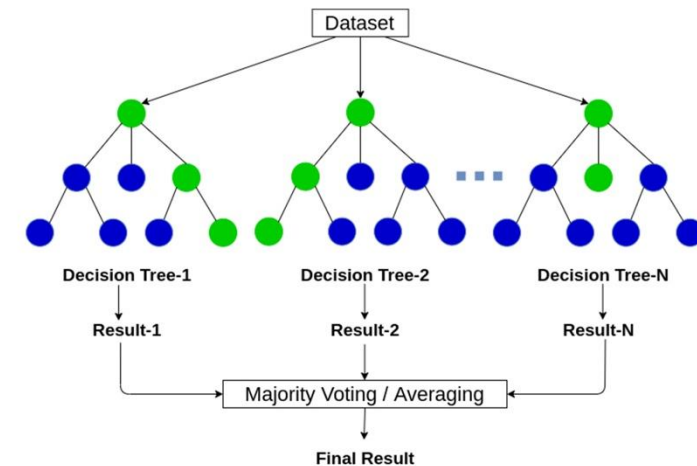 Dataset
Decision Tree-1
Decision Tree-2
Decision Tree-N
Result-1
Result-2
Result-N
Majority Voting / Averaging
Final Result